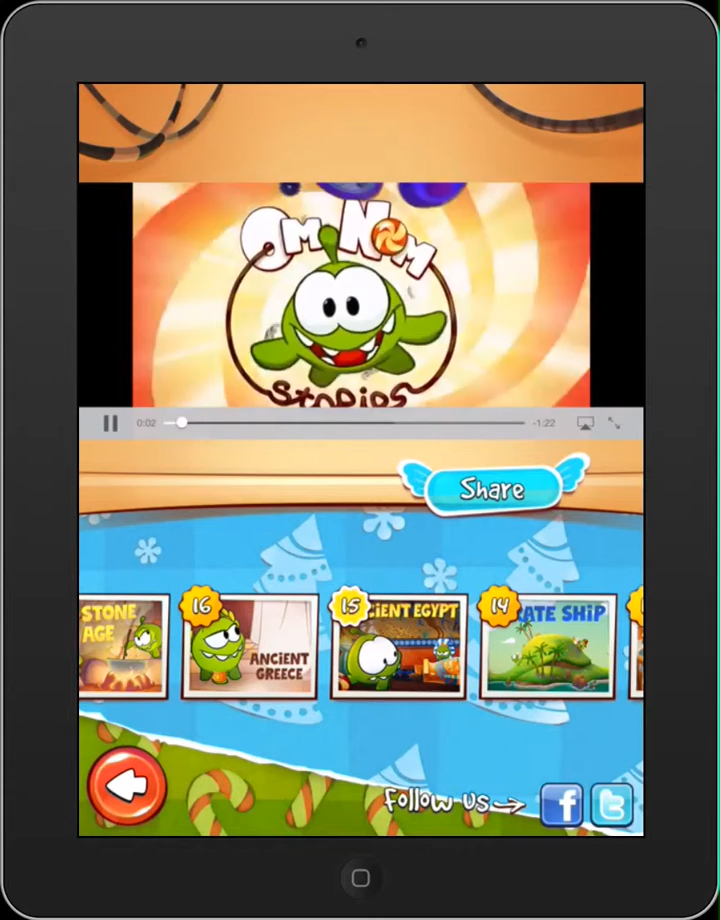 Om Nom
Stories
0:02
-1:22
Share
STONE
AGE
16
ANCIENT
GREECE
15
CIENT EGYPT
14
ATE SHIP
Follow us
f
t